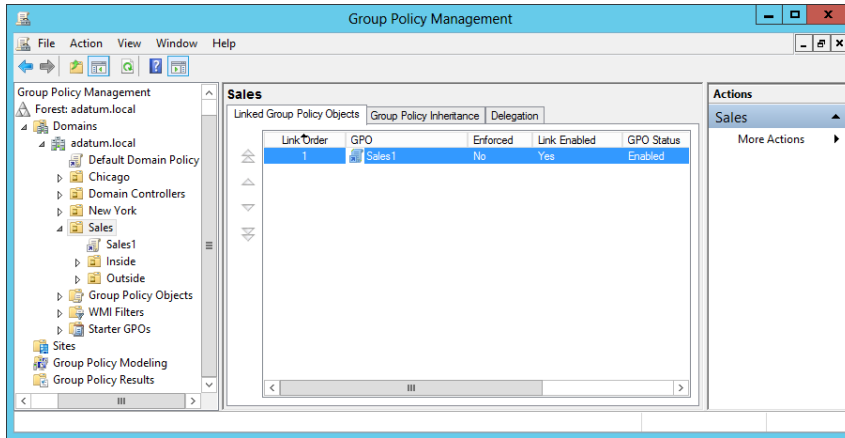 Group Policy Management
File Action View Window Help
Group Policy Management
Forest: adatum.local
Domains
adatum.local
Default Domain Policy
Chicago
Domain Controllers
New York
Sales
Sales1
Inside
Outside
Group Policy Objects
WMI Filters
Starter GPOs
Sites
Group Policy Modeling
Group Policy Results
Sales
Linked Group Policy Objects Group Policy Inheritance Delegation
Link Order GPO Enforced Link Enabled GPO Status
1 Sales1 No Yes Enabled
Actions
Sales
More Actions